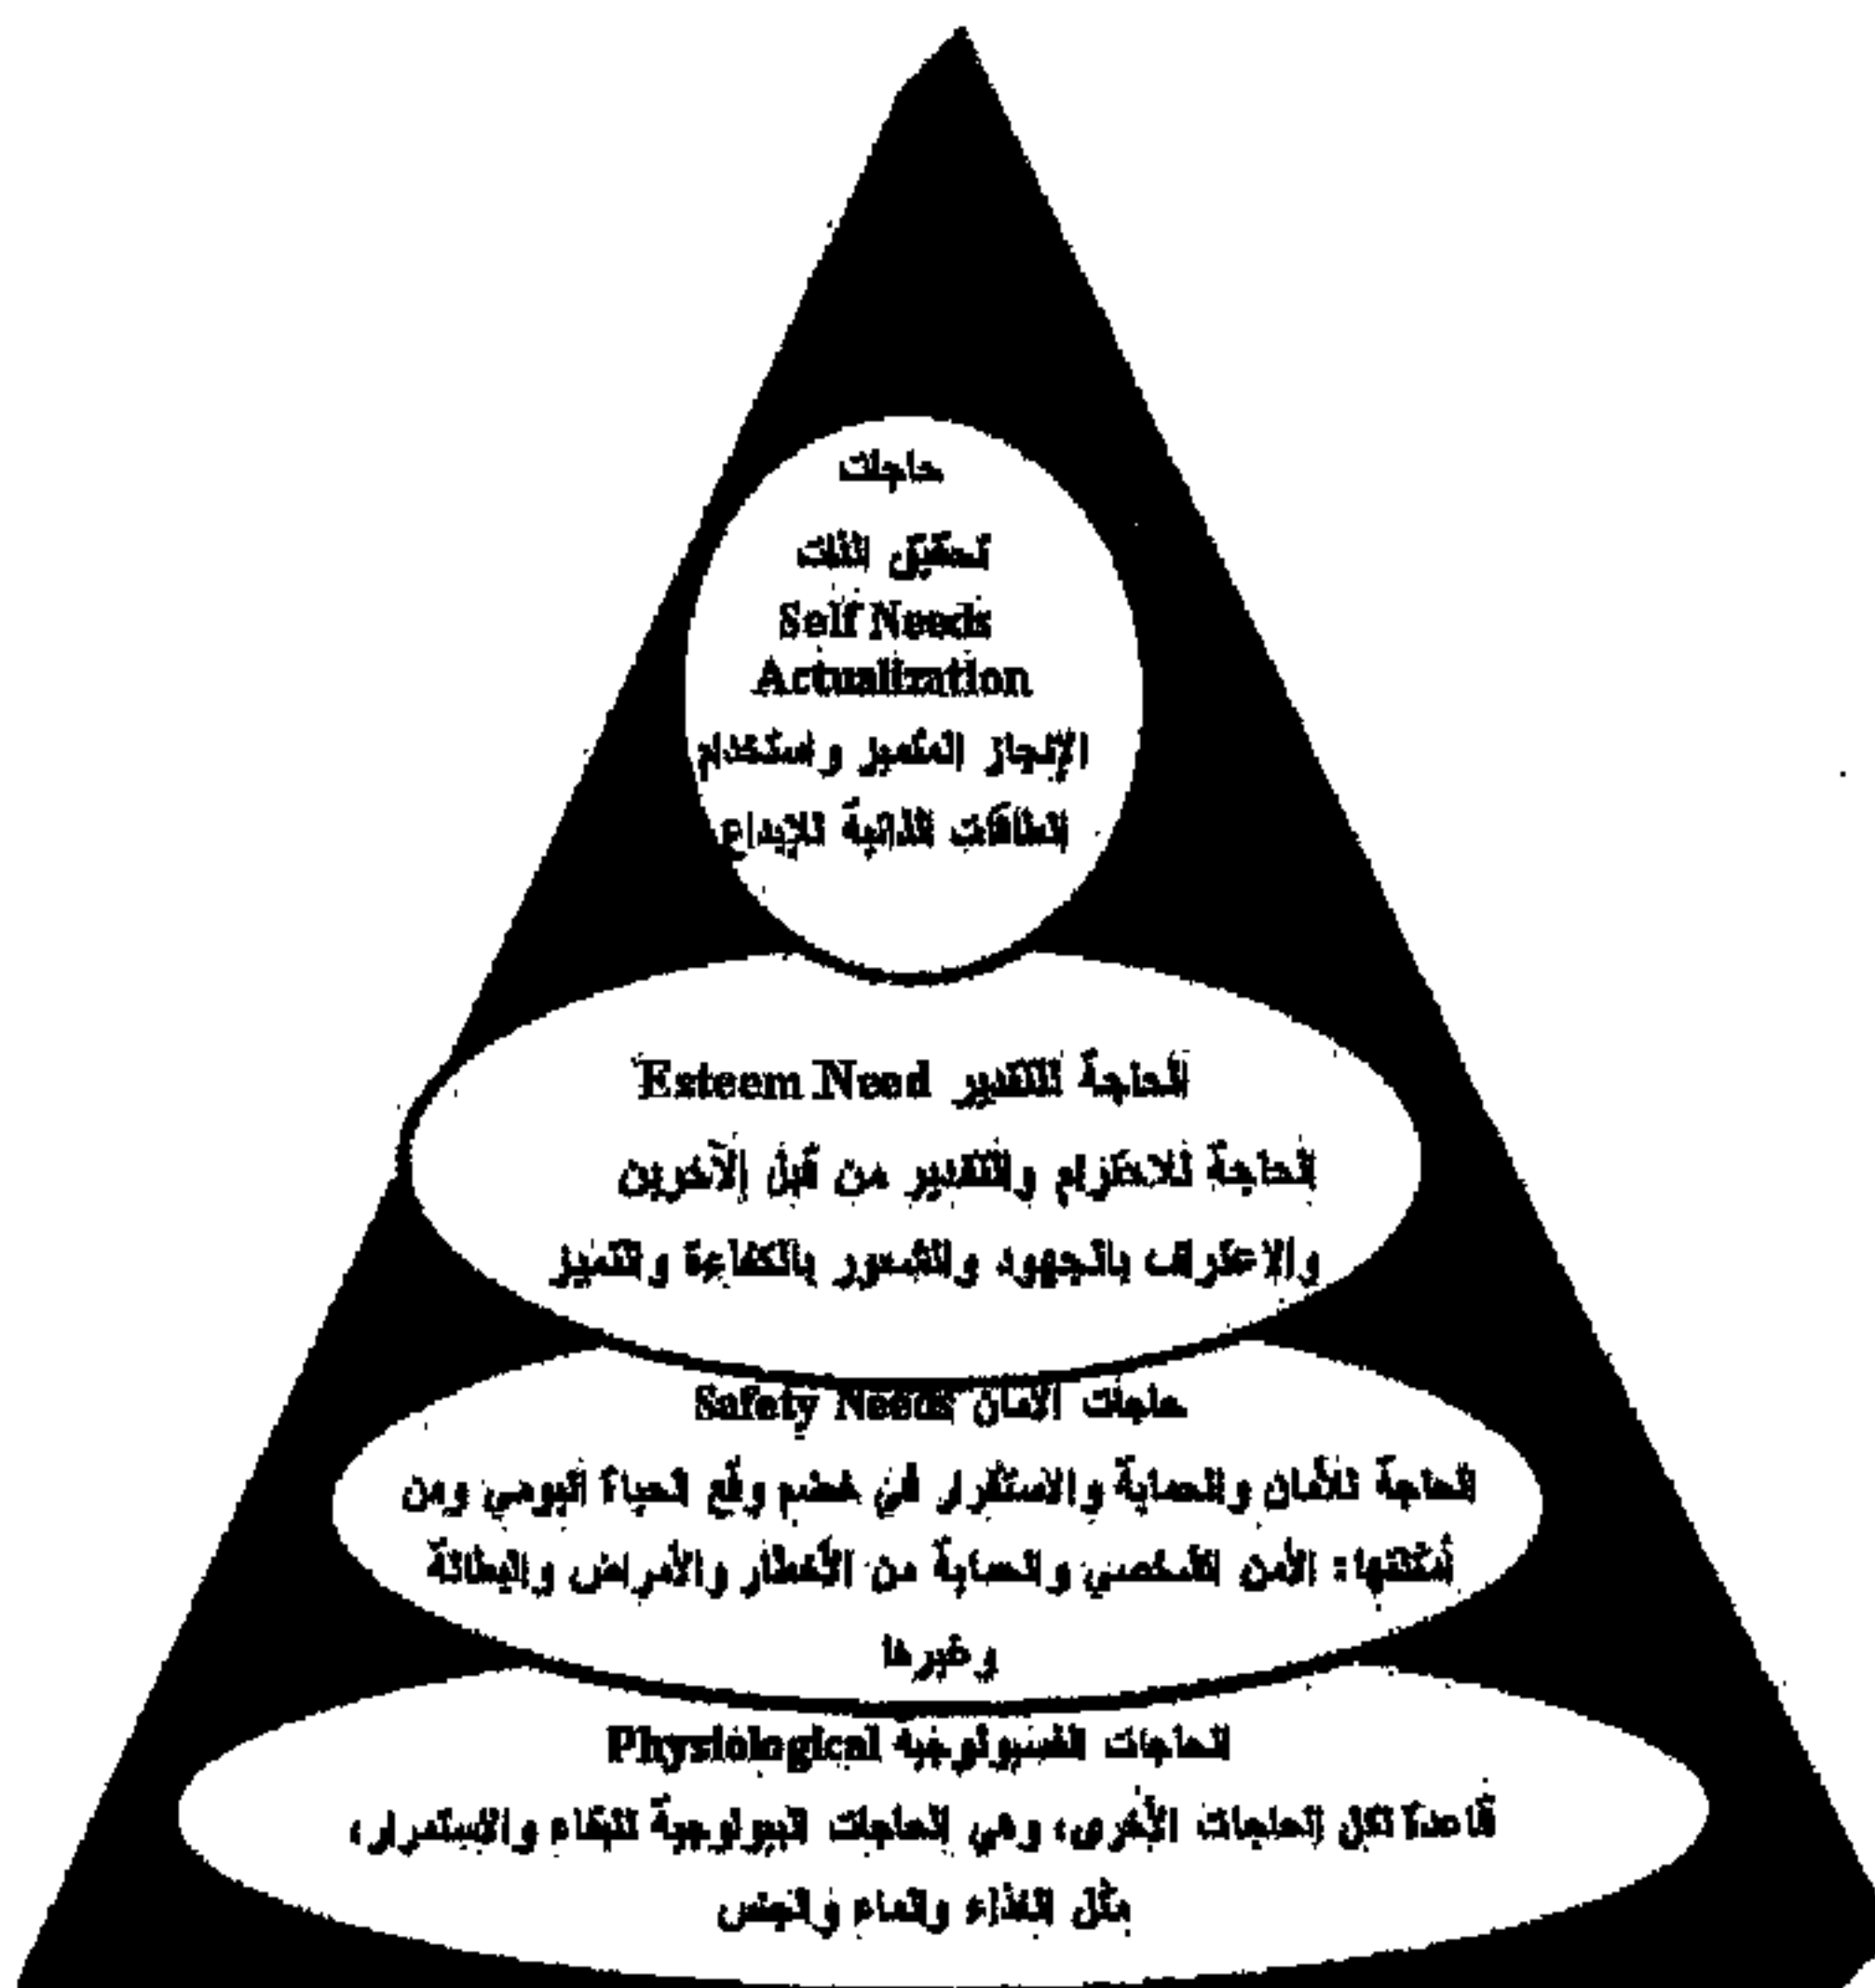 حاجات
تحقيق الذات
Self Needs
Actualization
الإنجاز التعبير واستخدام
الطاقات الذاتية للإبداع
الحاجة للتقدير Esteem Need
الحاجة للاحترام والتقدير من قبل الآخرين
والاعتراف بالجهود والشعور بالكفاءة والتميز
حاجات الأمان Safety Needs
الحاجة للأمان والحماية والاستقرار في خضم وقع الحياة اليومي ومن
أمثلتها: الأمن الشخصي والحماية من الأخطار والأمراض والبطالة
وغيرها
الحاجات الفسيولوجية Physiological
قاعدة لكل الحاجات الأخرى، وهي الحاجات البيولوجية للبقاء والاستمرار،
مثل الغذاء والماء والجنس